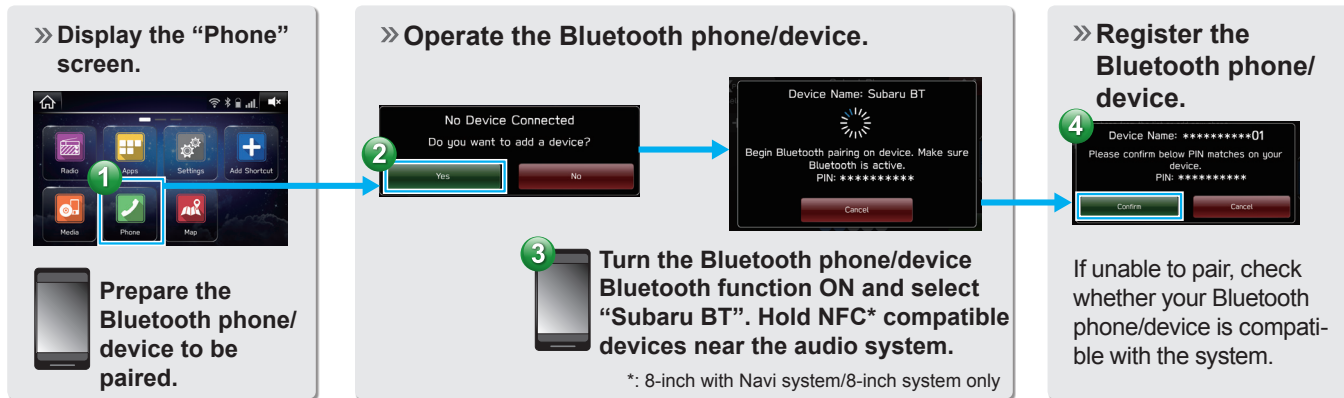 » Display the “Phone”
screen.
Radio
Apps
Settings
Add Shortcut
1
Media
Phone
Map
Prepare the
Bluetooth phone/
device to be
paired.
» Operate the Bluetooth phone/device.
No Device Connected
Do you want to add a device?
2
Yes
No
Device Name: Subaru BT
Begin Bluetooth pairing on device. Make sure
Bluetooth is active.
PIN: **********
Cancel
3
Turn the Bluetooth phone/device
Bluetooth function ON and select
“Subaru BT”. Hold NFC* compatible
devices near the audio system.
*: 8-inch with Navi system/8-inch system only
» Register the
Bluetooth phone/
device.
4
Device Name: **********01
Please confirm below PIN matches on your
device.
PIN: **********
Confirm
Cancel
If unable to pair, check
whether your Bluetooth
phone/device is compati-
ble with the system.